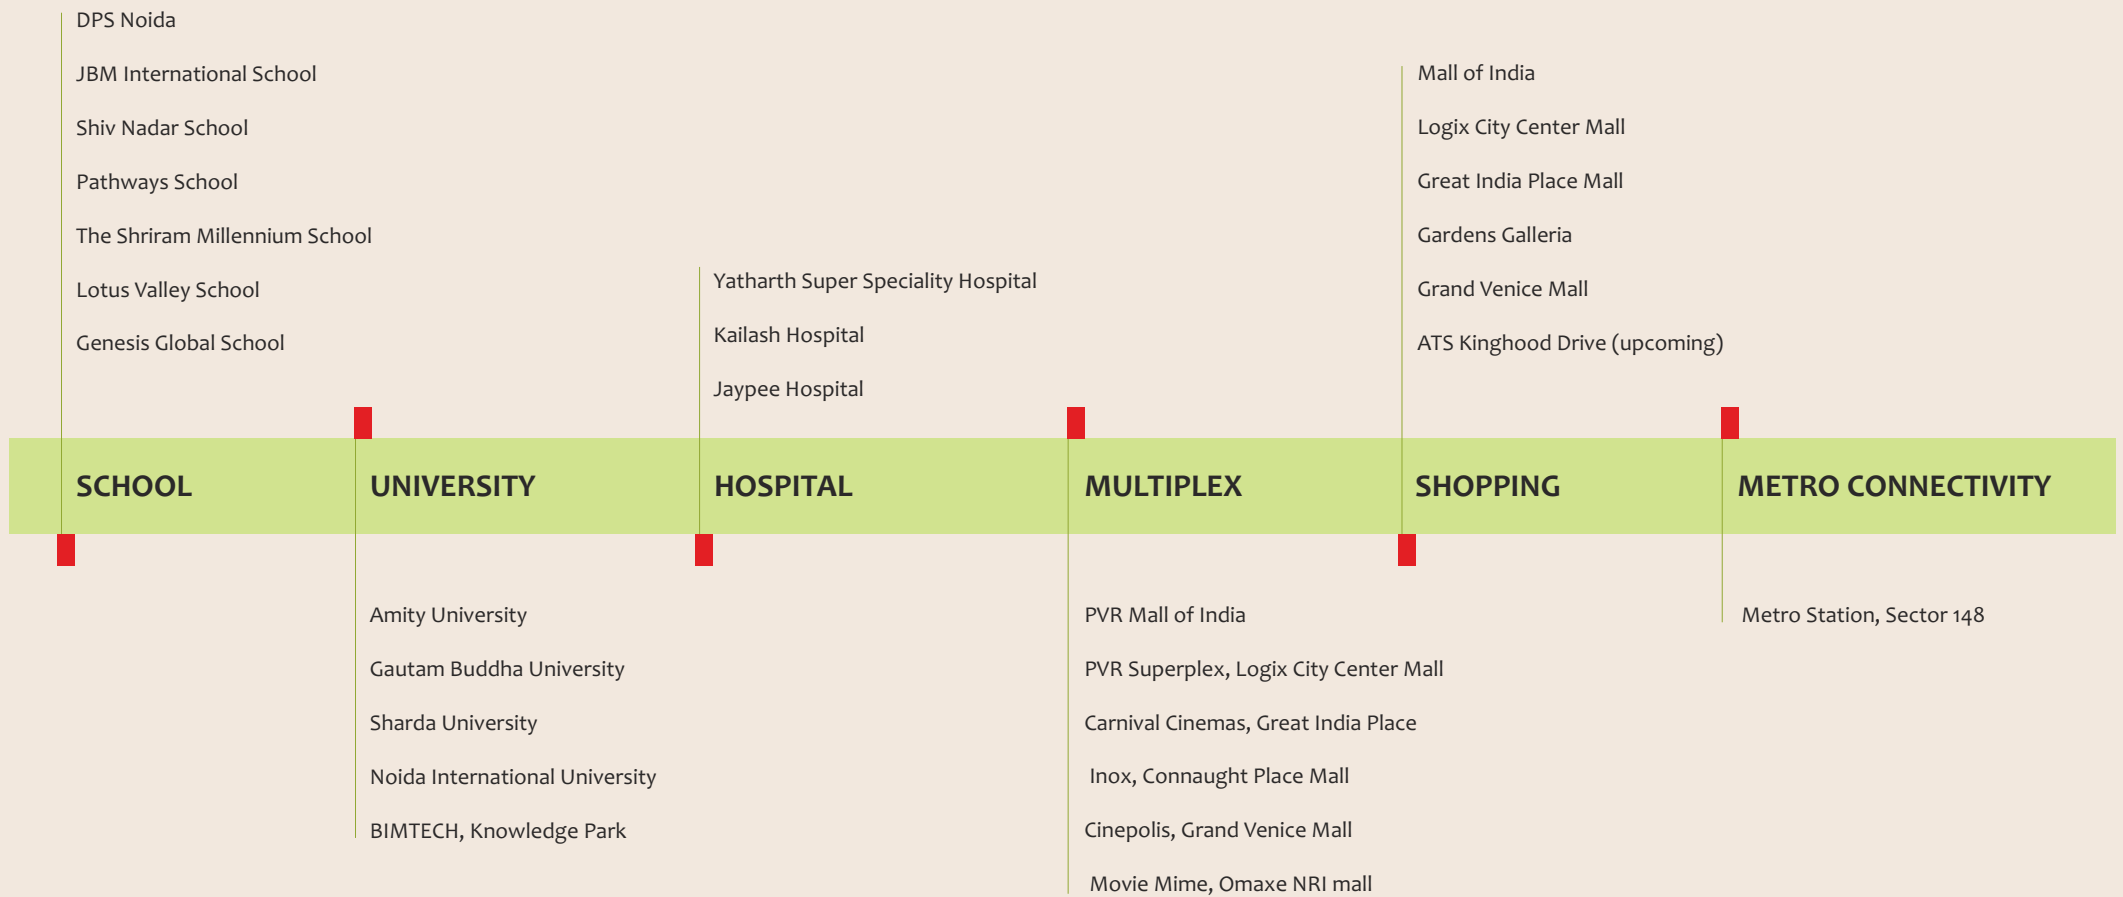 DPS Noida
JBM International School
Shiv Nadar School
Pathways School
The Shriram Millennium School
Lotus Valley School
Genesis Global School
Yatharth Super Speciality Hospital
Kailash Hospital
Jaypee Hospital
Mall of India
Logix City Center Mall
Great India Place Mall
Gardens Galleria
Grand Venice Mall
ATS Kinghood Drive (upcoming)
SCHOOL
UNIVERSITY
HOSPITAL
MULTIPLEX
SHOPPING
METRO CONNECTIVITY
Amity University
Gautam Buddha University
Sharda University
Noida International University
BIMTECH, Knowledge Park
PVR Mall of India
PVR Superplex, Logix City Center Mall
Carnival Cinemas, Great India Place
Inox, Connaught Place Mall
Cinepolis, Grand Venice Mall
Movie Mime, Omaxe NRI mall
Metro Station, Sector 148